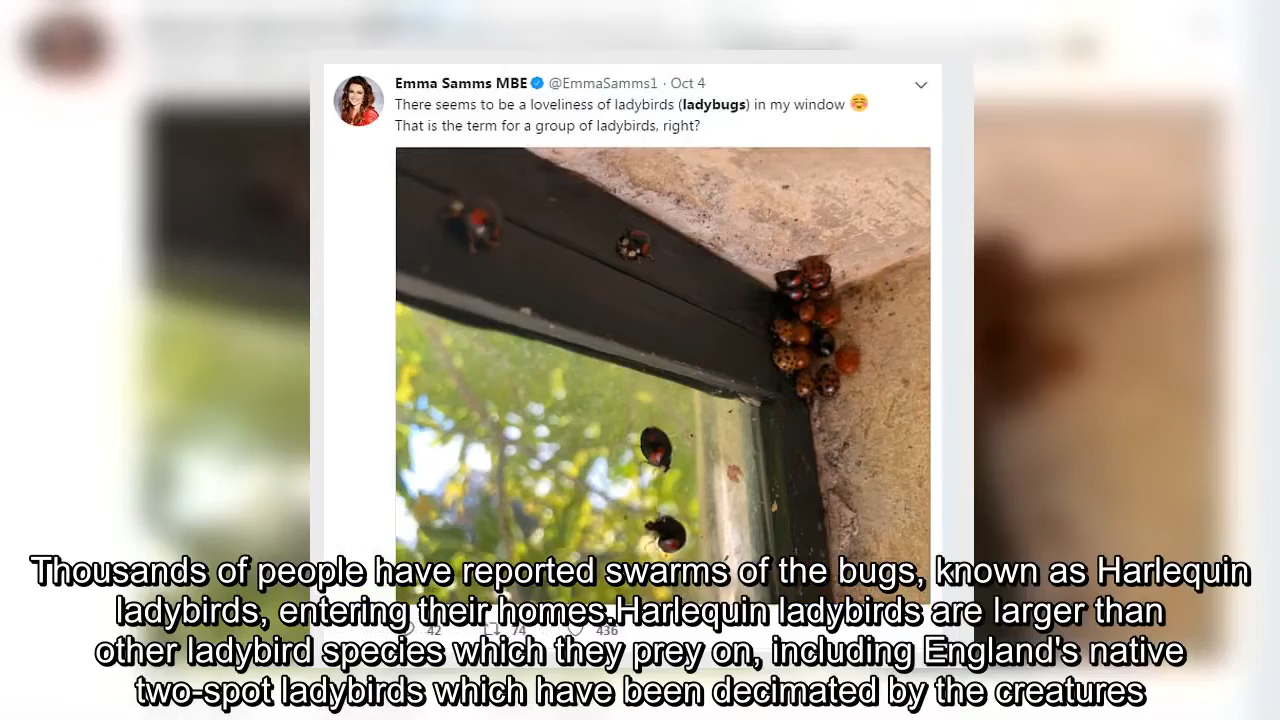 Emma Samms MBE @EmmaSamms1 · Oct 4
There seems to be a loveliness of ladybirds (ladybugs) in my window ☺️
That is the term for a group of ladybirds, right?
Thousands of people have reported swarms of the bugs, known as Harlequin
ladybirds, entering their homes.Harlequin ladybirds are larger than
42 74 436
other ladybird species which they prey on, including England's native
two-spot ladybirds which have been decimated by the creatures